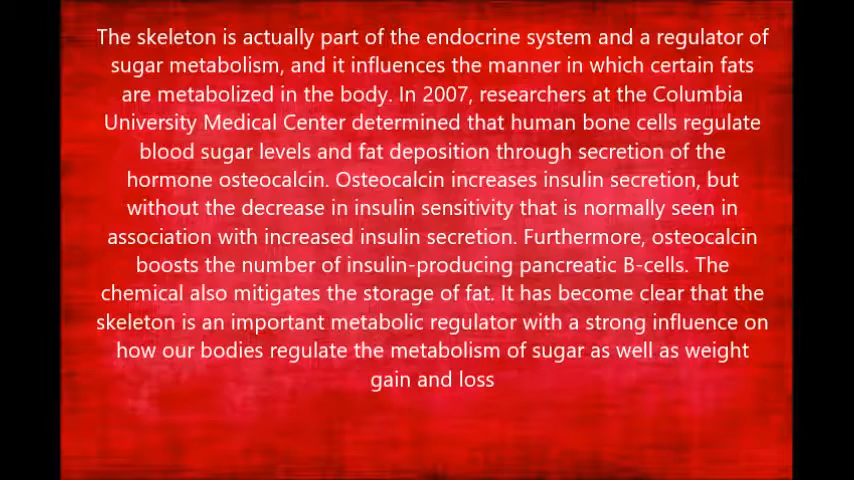 The skeleton is actually part of the endocrine system and a regulator of
sugar metabolism, and it influences the manner in which certain fats
are metabolized in the body. In 2007, researchers at the Columbia
University Medical Center determined that human bone cells regulate
blood sugar levels and fat deposition through secretion of the
hormone osteocalcin. Osteocalcin increases insulin secretion, but
without the decrease in insulin sensitivity that is normally seen in
association with increased insulin secretion. Furthermore, osteocalcin
boosts the number of insulin-producing pancreatic B-cells. The
chemical also mitigates the storage of fat. It has become clear that the
skeleton is an important metabolic regulator with a strong influence on
how our bodies regulate the metabolism of sugar as well as weight
gain and loss